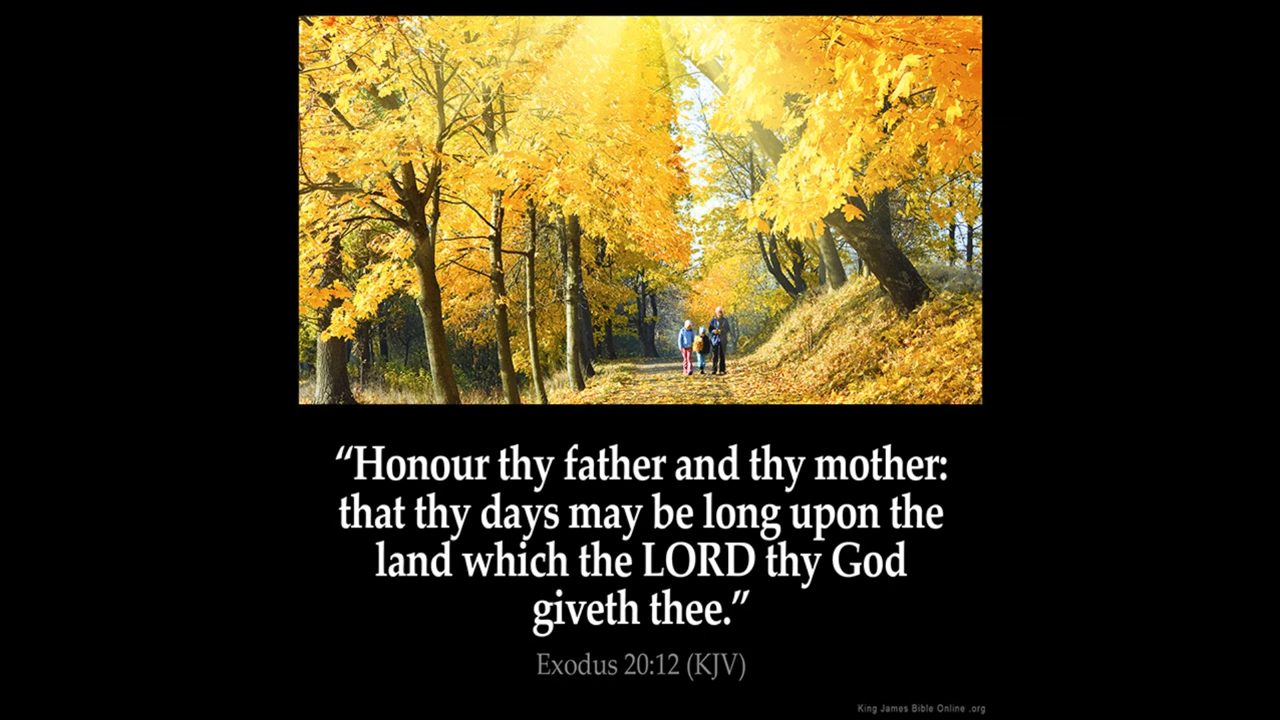 “Honour thy father and thy mother:
that thy days may be long upon the
land which the LORD thy God
giveth thee.”
Exodus 20:12 (KJV)
King James Bible Online .org